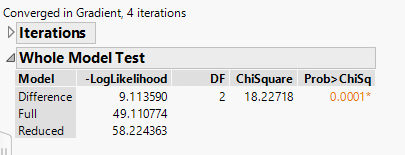 Converged in Gradient, 4 iterations
Iterations
Whole Model Test
Model -LogLikelihood DF ChiSquare Prob>ChiSq
Difference 9.113590 2 18.22718 0.0001*
Full 49.110774
Reduced 58.224363